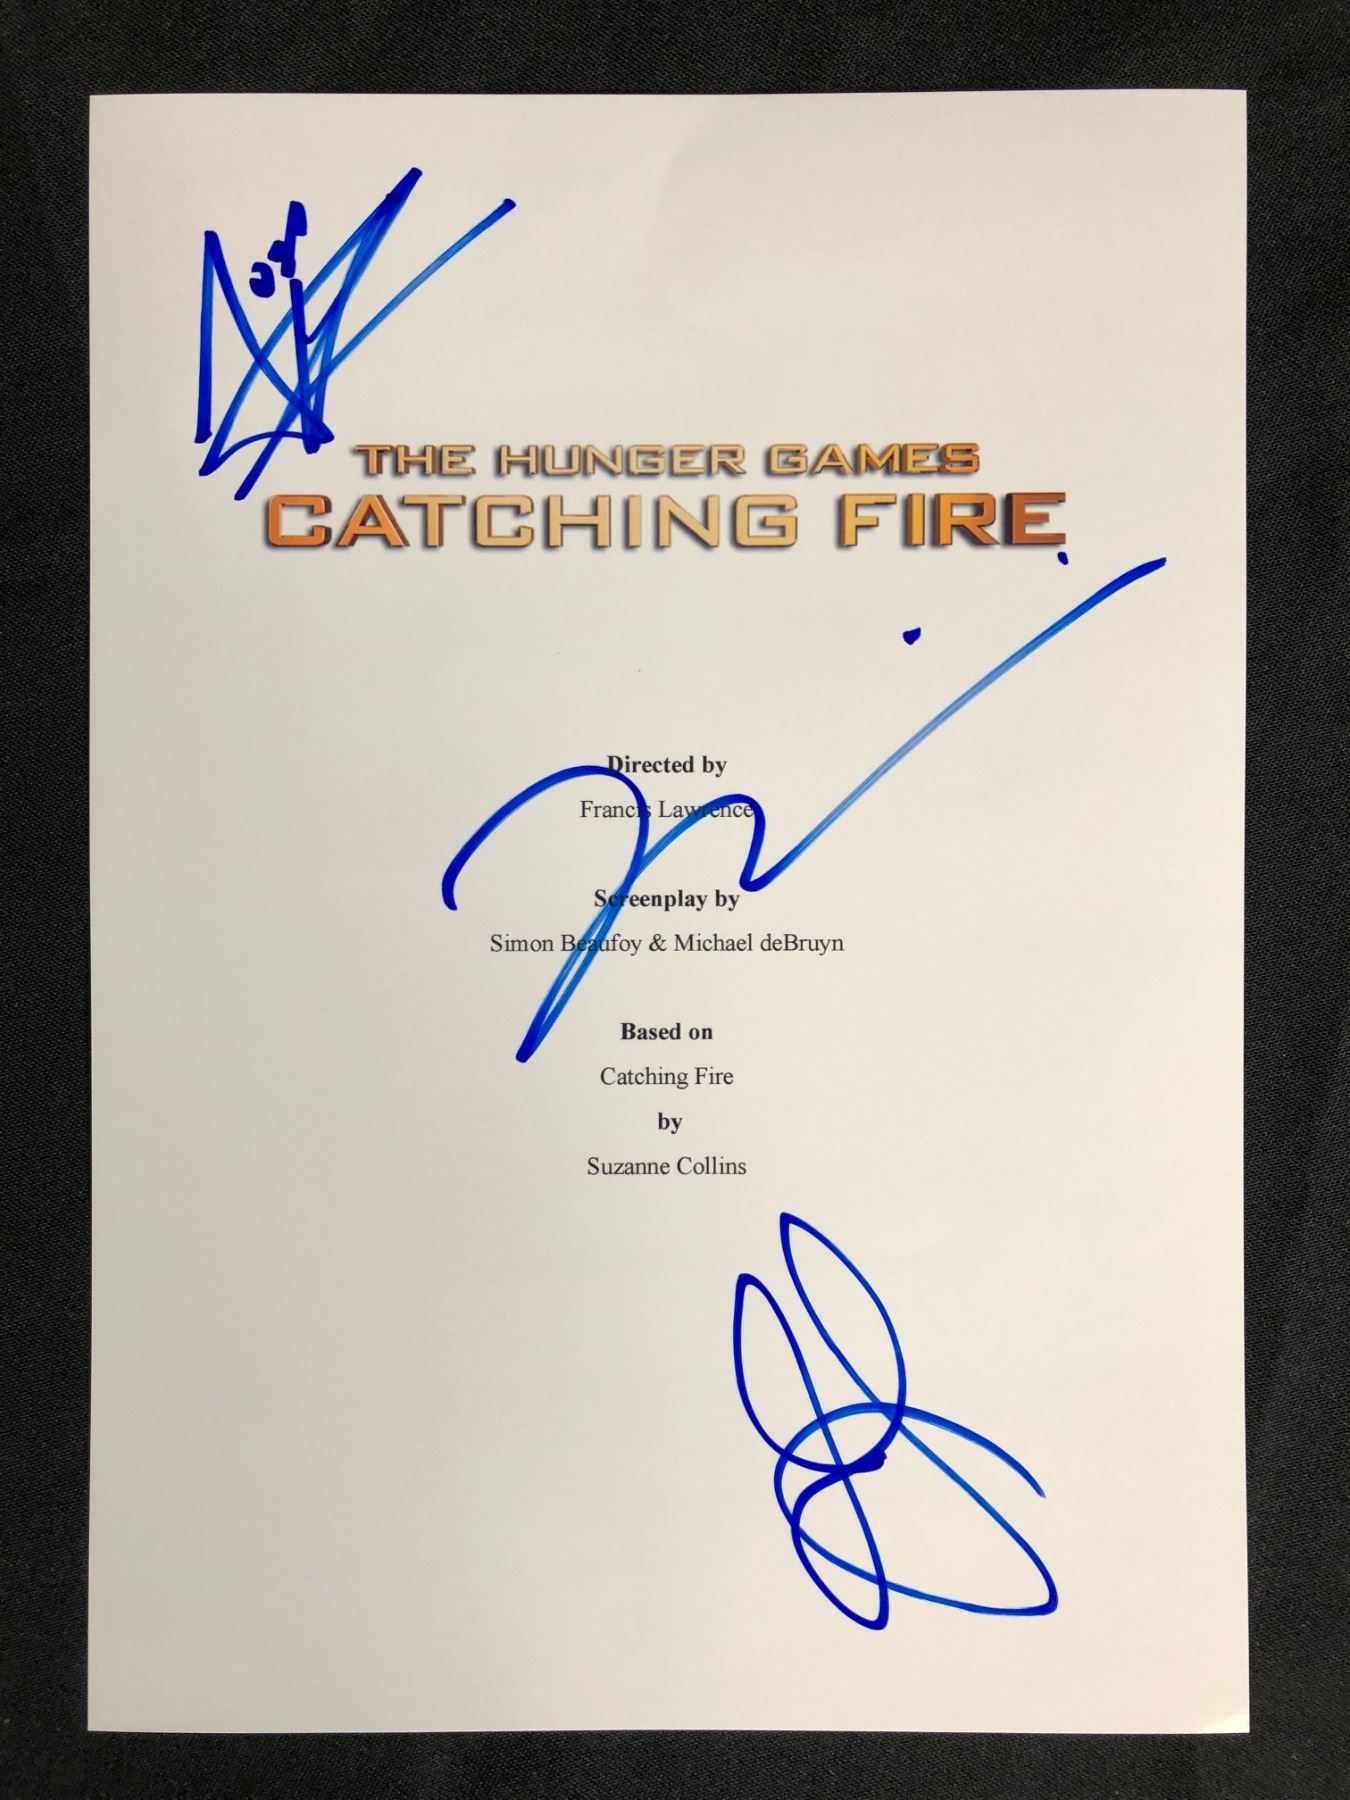 THE HUNGER GAMES
CATCHING FIRE
Directed by
Francis Lawrence
Screenplay by
Simon Beaufoy & Michael deBruyn
Based on
Catching Fire
by
Suzanne Collins